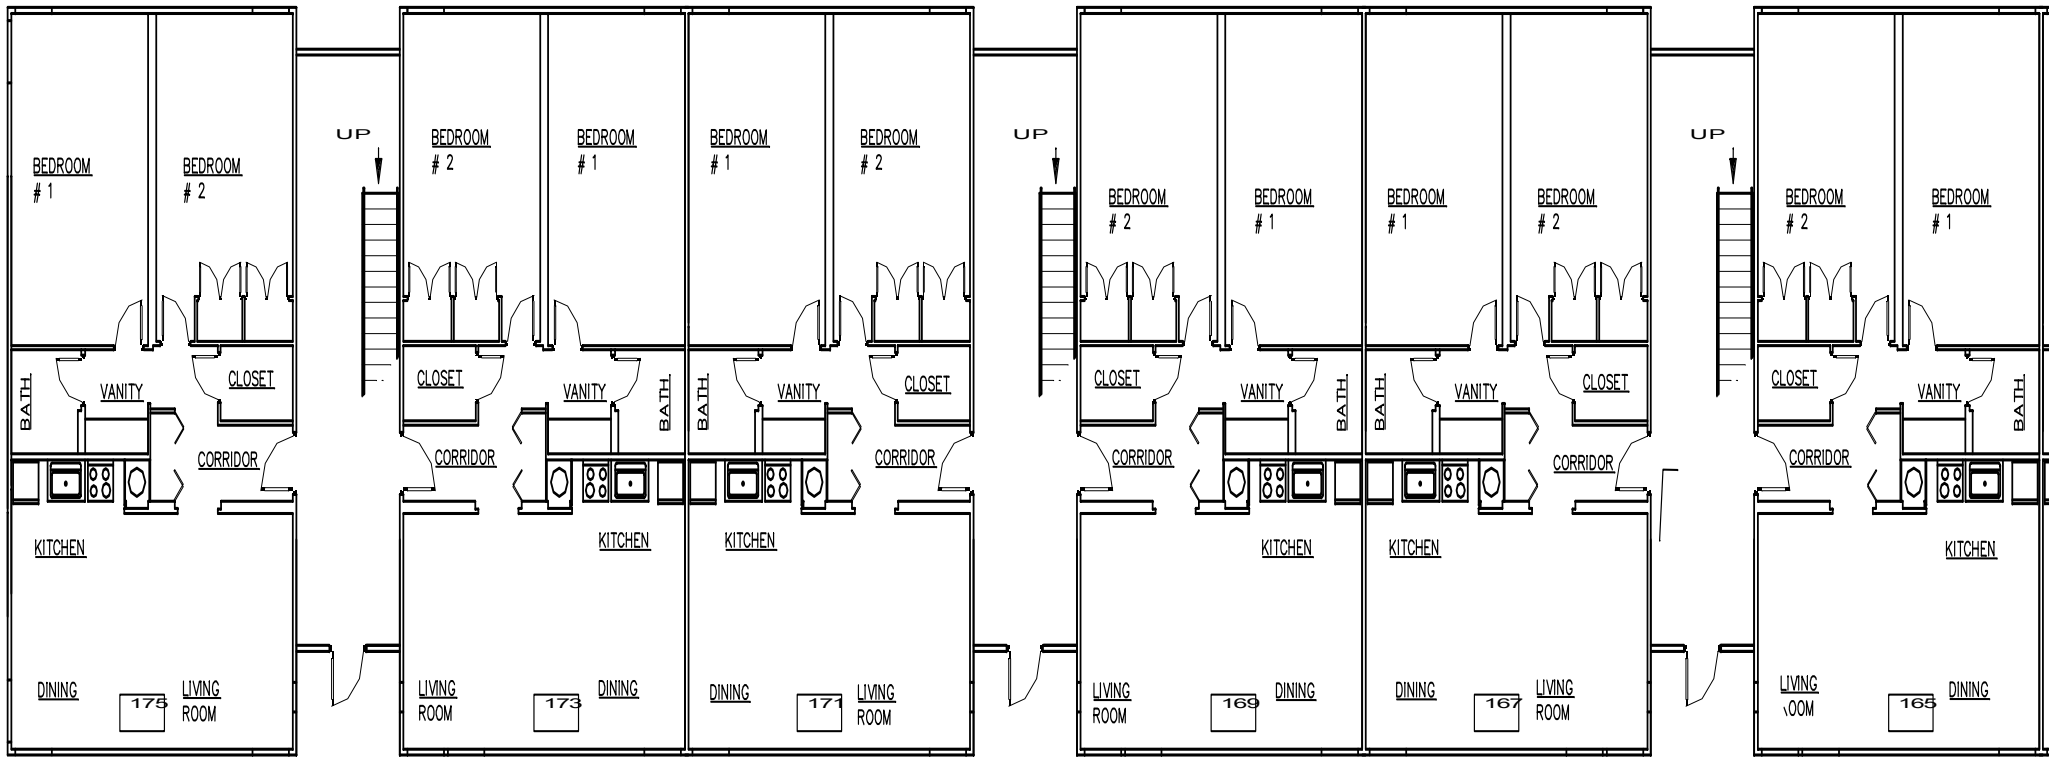 BEDROOM
# 1
BEDROOM
# 2
BATH
VANITY
CLOSET
CORRIDOR
KITCHEN
DINING
175
LIVING
ROOM
UP
BEDROOM
# 2
BEDROOM
# 1
CLOSET
VANITY
BATH
CORRIDOR
KITCHEN
LIVING
ROOM
173
DINING
BEDROOM
# 1
BEDROOM
# 2
BATH
VANITY
CLOSET
CORRIDOR
KITCHEN
DINING
171
LIVING
ROOM
UP
BEDROOM
# 2
BEDROOM
# 1
CLOSET
VANITY
BATH
CORRIDOR
KITCHEN
LIVING
ROOM
169
DINING
BEDROOM
# 1
BEDROOM
# 2
BATH
VANITY
CLOSET
CORRIDOR
KITCHEN
DINING
167
LIVING
ROOM
UP
BEDROOM
# 2
BEDROOM
# 1
CLOSET
VANITY
BATH
CORRIDOR
KITCHEN
LIVING
OOM
165
DINING